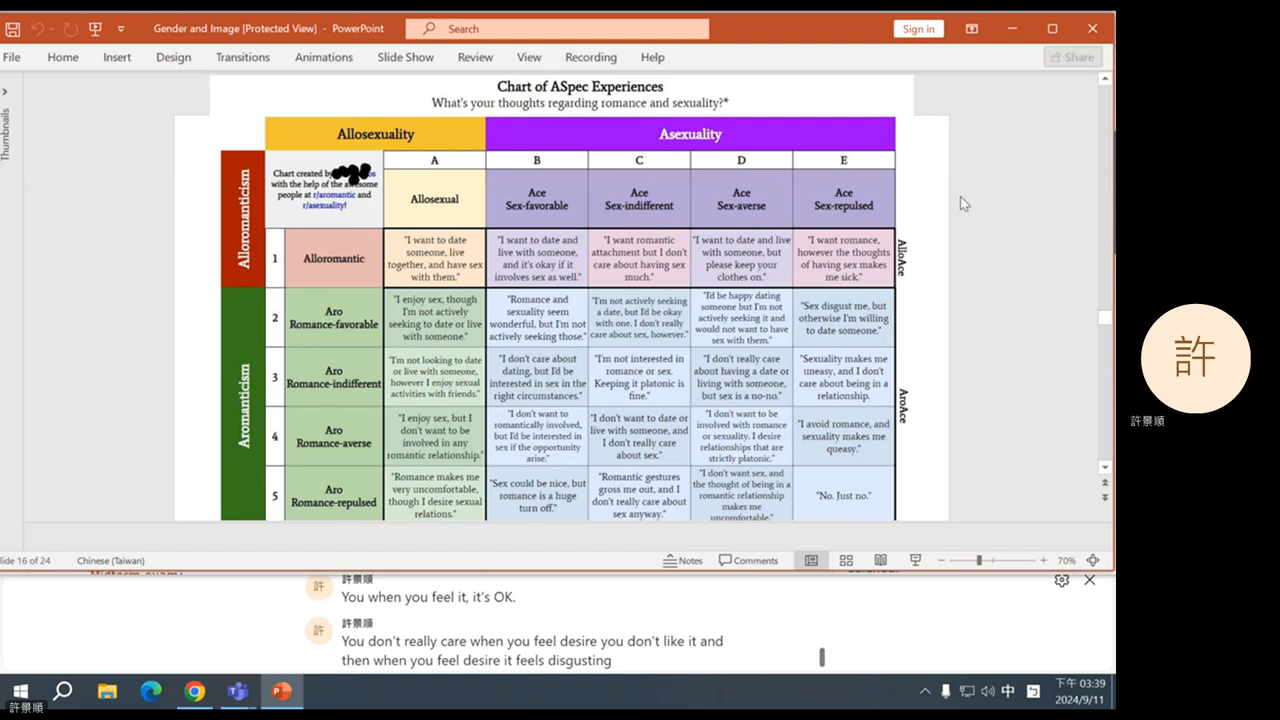 Gender and Image [Protected View] - PowerPoint
Search
Sign in
File Home Insert Design Transitions Animations Slide Show Review View Recording Help
Share
Thumbnails
Chart of ASpec Experiences
What's your thoughts regarding romance and sexuality?*
Allosexuality
Asexuality
Alloromanticism
Chart created by
with the help of the awesome
people at r/aromantic and
r/asexuality!
A
Allosexual
B
Ace
Sex-favorable
C
Ace
Sex-indifferent
D
Ace
Sex-averse
E
Ace
Sex-repulsed
1
Alloromantic
"I want to date
someone, live
together, and have sex
with them."
"I want to date and
live with someone,
and it's okay if it
involves sex as well."
"I want romantic
attachment but I don't
care about having sex
much."
"I want to date and live
with someone, but
please keep your
clothes on."
"I want romance,
however the thoughts
of having sex makes
me sick."
AlloAce
Aromanticism
2
Aro
Romance-favorable
"I enjoy sex, though
I'm not actively
seeking to date or live
with someone."
"Romance and
sexuality seem
wonderful, but I'm not
actively seeking those."
"I'm not actively seeking
a date, but I'd be okay
with one. I don't really
care about sex, however."
"I'd be happy dating
someone but I'm not
actively seeking it and
would not want to have
sex with them."
"Sex disgust me, but
otherwise I'm willing
to date someone."
3
Aro
Romance-indifferent
"I'm not looking to date
or live with someone,
however I enjoy sexual
activities with friends."
"I don't care about
dating, but I'd be
interested in sex in the
right circumstances."
"I'm not interested in
romance or sex.
Keeping it platonic is
fine."
"I don't really care
about having a date or
living with someone,
but sex is a no-no."
"Sexuality makes me
uneasy, and I don't
care about being in a
relationship.
AroAce
4
Aro
Romance-averse
"I enjoy sex, but I
don't want to be
involved in any
romantic relationship."
"I don't want to
romantically involved,
but I'd be interested in
sex if the opportunity
arise."
"I don't want to date or
live with someone, and
I don't really care
about sex."
"I don't want to be
involved with romance
or sexuality. I desire
relationships that are
strictly platonic."
"I avoid romance, and
sexuality makes me
queasy."
5
Aro
Romance-repulsed
"Romance makes me
very uncomfortable,
though I desire sexual
relations."
"Sex could be nice, but
romance is a huge
turn off."
"Romantic gestures
gross me out, and I
don't really care about
sex anyway."
"I don't want sex, and
the thought of being in a
romantic relationship
makes me
uncomfortable."
"No. Just no."
lide 16 of 24
Chinese (Taiwan)
Notes
Comments
70%
許
許景順
You when you feel it, it's OK.
許
許景順
You don't really care when you feel desire you don't like it and
then when you feel desire it feels disgusting
許景順
中
下午 03:39
2024/9/11
許
許景順